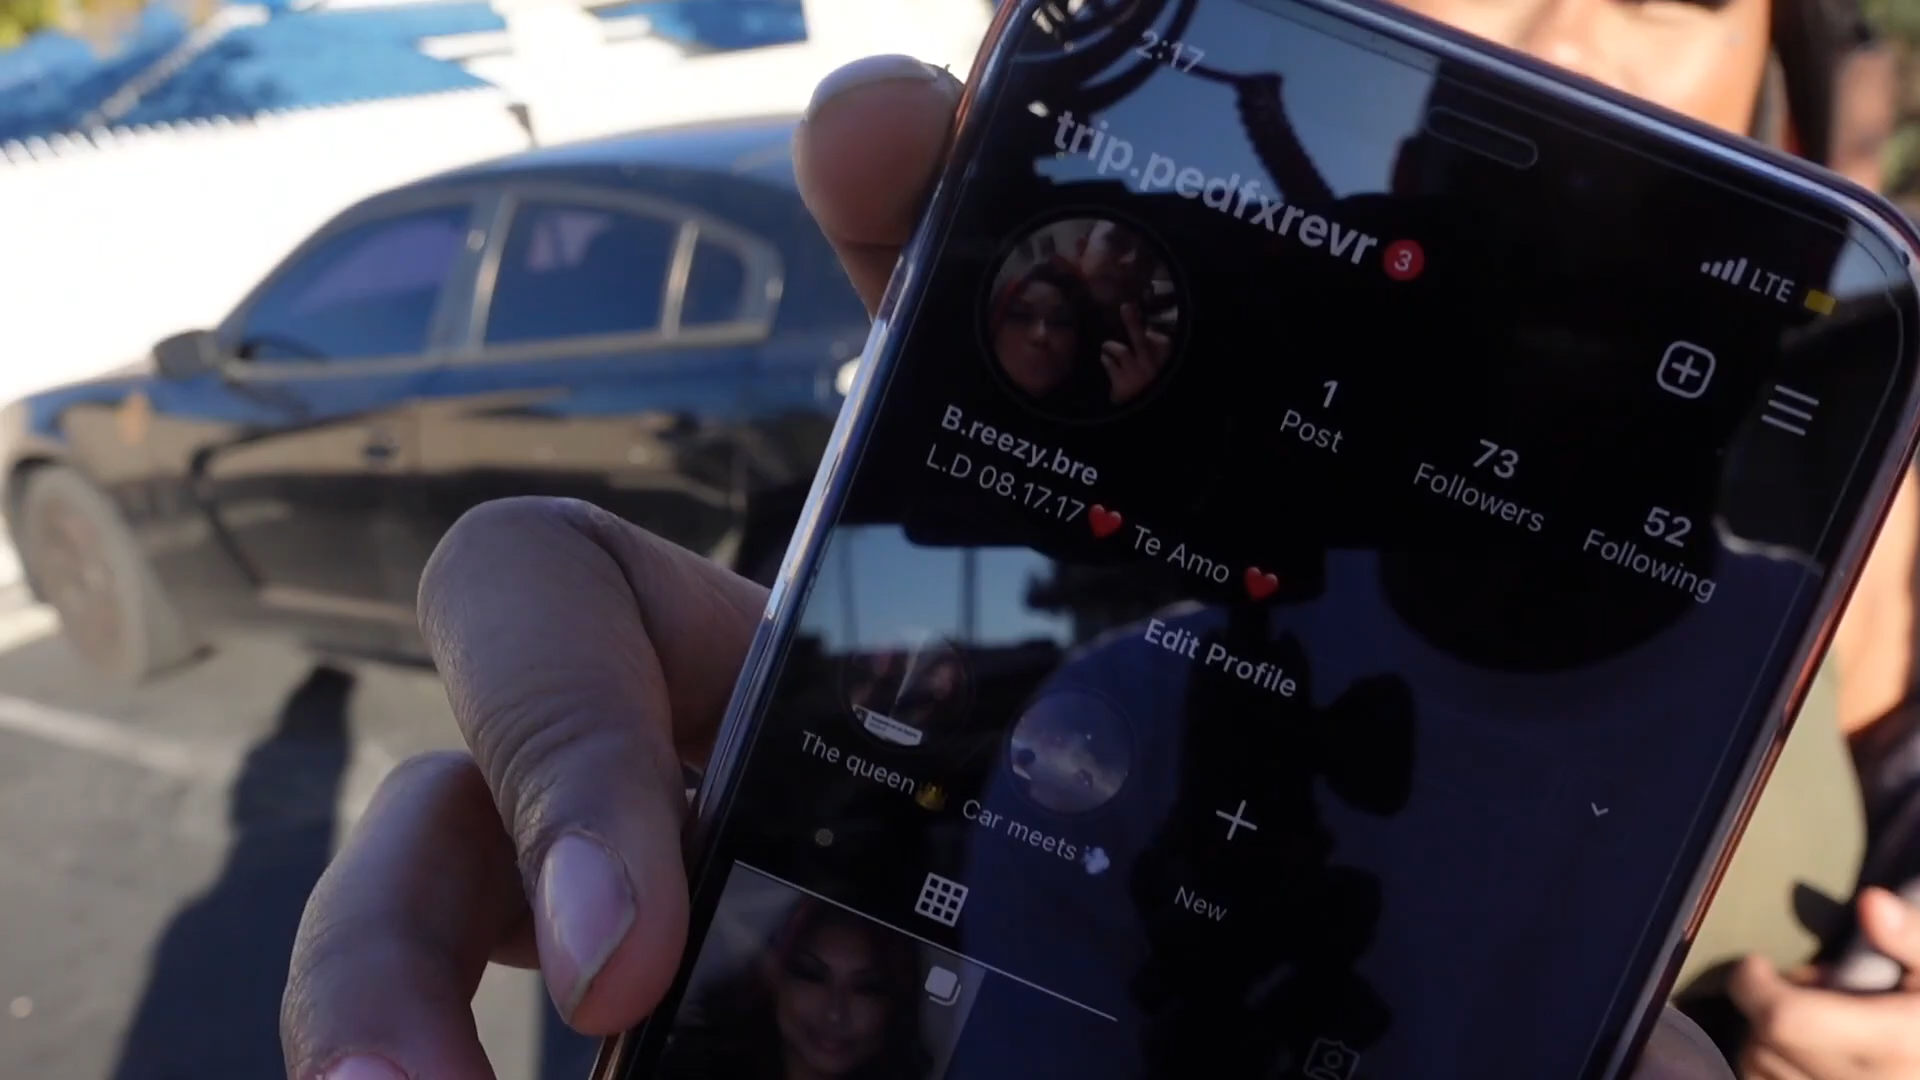 2:17
trip.pedfxrevr 3
LTE
1
Post
73
Followers
52
Following
B.reezy.bre
L.D 08.17.17❤️ Te Amo ❤️
Edit Profile
The queen👑
Car meets💨
New